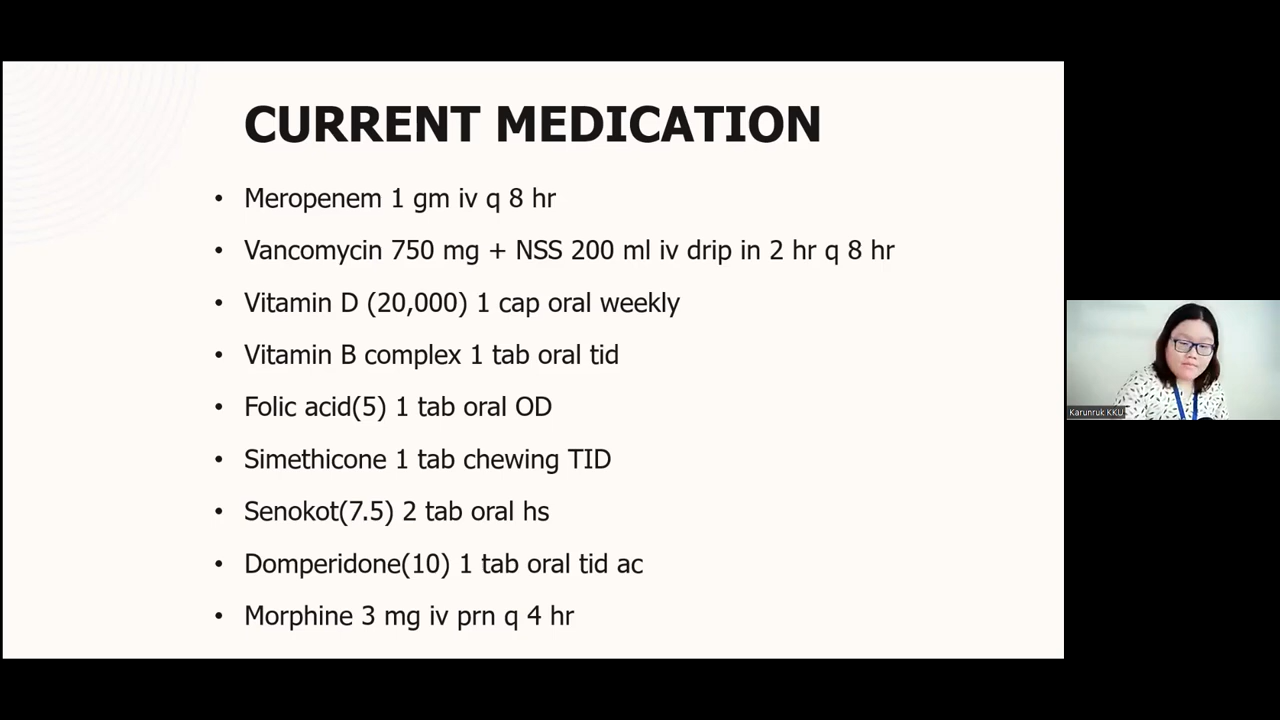 CURRENT MEDICATION
• Meropenem 1 gm iv q 8 hr
• Vancomycin 750 mg + NSS 200 ml iv drip in 2 hr q 8 hr
• Vitamin D (20,000) 1 cap oral weekly
• Vitamin B complex 1 tab oral tid
• Folic acid(5) 1 tab oral OD
• Simethicone 1 tab chewing TID
• Senokot(7.5) 2 tab oral hs
• Domperidone(10) 1 tab oral tid ac
• Morphine 3 mg iv prn q 4 hr
Karunruk KKU